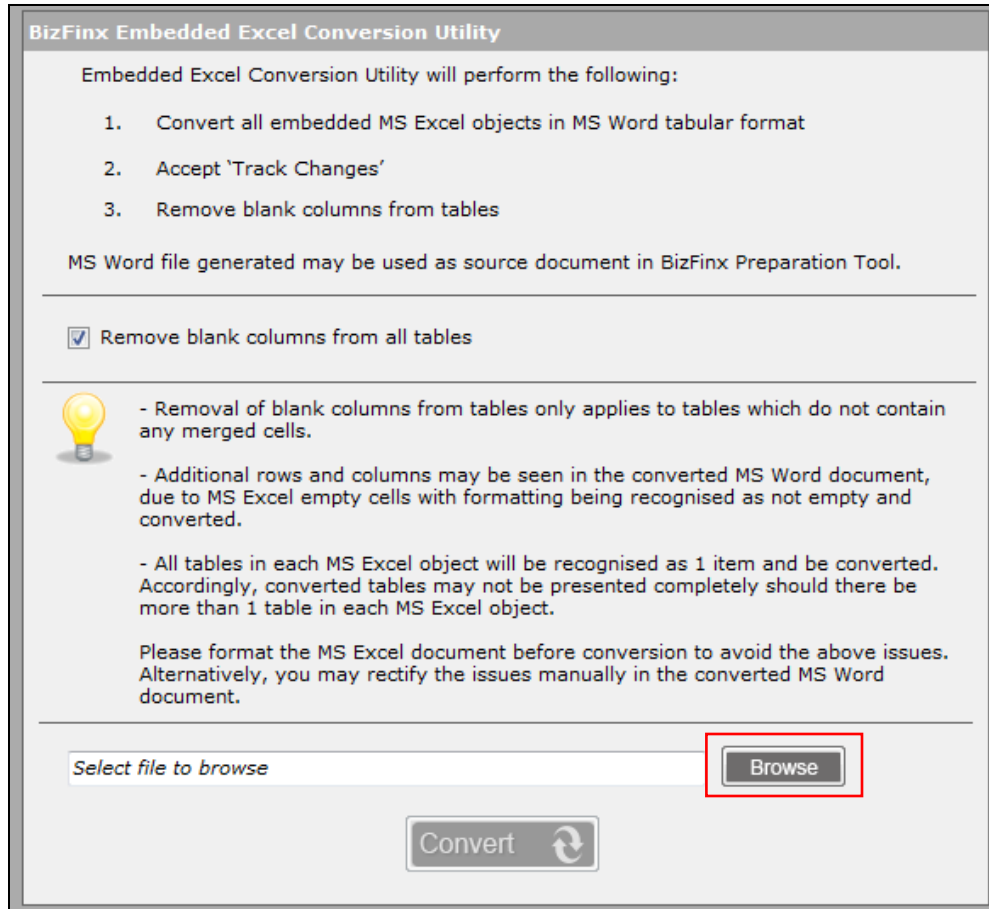 BizFinx Embedded Excel Conversion Utility
Embedded Excel Conversion Utility will perform the following:
1. Convert all embedded MS Excel objects in MS Word tabular format
2. Accept ‘Track Changes’
3. Remove blank columns from tables
MS Word file generated may be used as source document in BizFinx Preparation Tool.
Remove blank columns from all tables
- Removal of blank columns from tables only applies to tables which do not contain
any merged cells.
- Additional rows and columns may be seen in the converted MS Word document,
due to MS Excel empty cells with formatting being recognised as not empty and
converted.
- All tables in each MS Excel object will be recognised as 1 item and be converted.
Accordingly, converted tables may not be presented completely should there be
more than 1 table in each MS Excel object.
Please format the MS Excel document before conversion to avoid the above issues.
Alternatively, you may rectify the issues manually in the converted MS Word
document.
Select file to browse
Browse
Convert